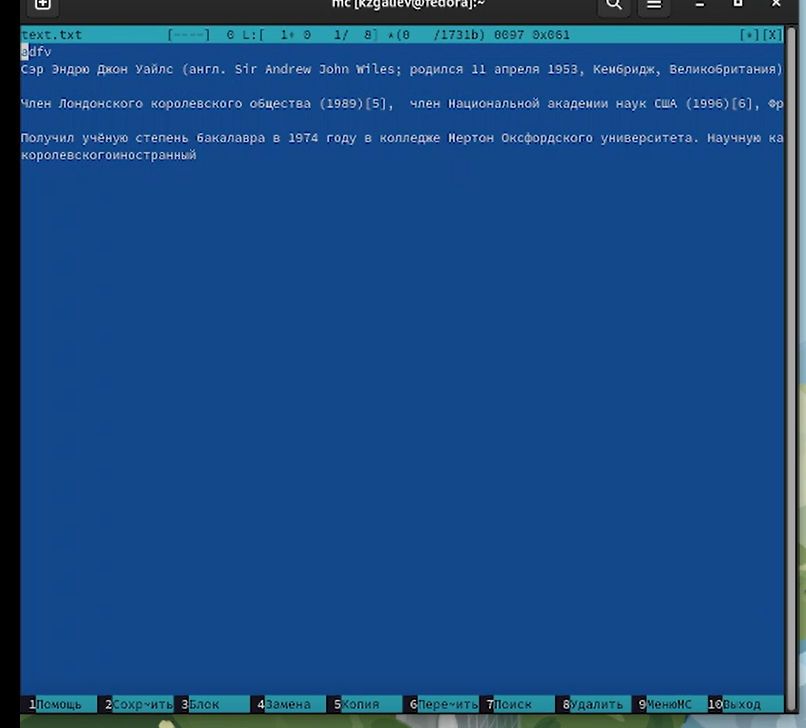 mc [kzgaliev@fedora]:~
text.txt [----] 0 L:[ 1+ 0 1/ 8] *(0 /1731b) 0097 0x061 [*][X]
adfv
Сэр Эндрю Джон Уайлс (англ. Sir Andrew John Wiles; родился 11 апреля 1953, Кембридж, Великобритания)
Член Лондонского королевского общества (1989)[5], член Национальной академии наук США (1996)[6], Фр
Получил учёную степень бакалавра в 1974 году в колледже Мертон Оксфордского университета. Научную ка
королевскогоиностранный
1Помощь 2Сохр~ить 3Блок 4Замена 5Копия 6Пере~ить 7Поиск 8Удалить 9МенюMC 10Выход